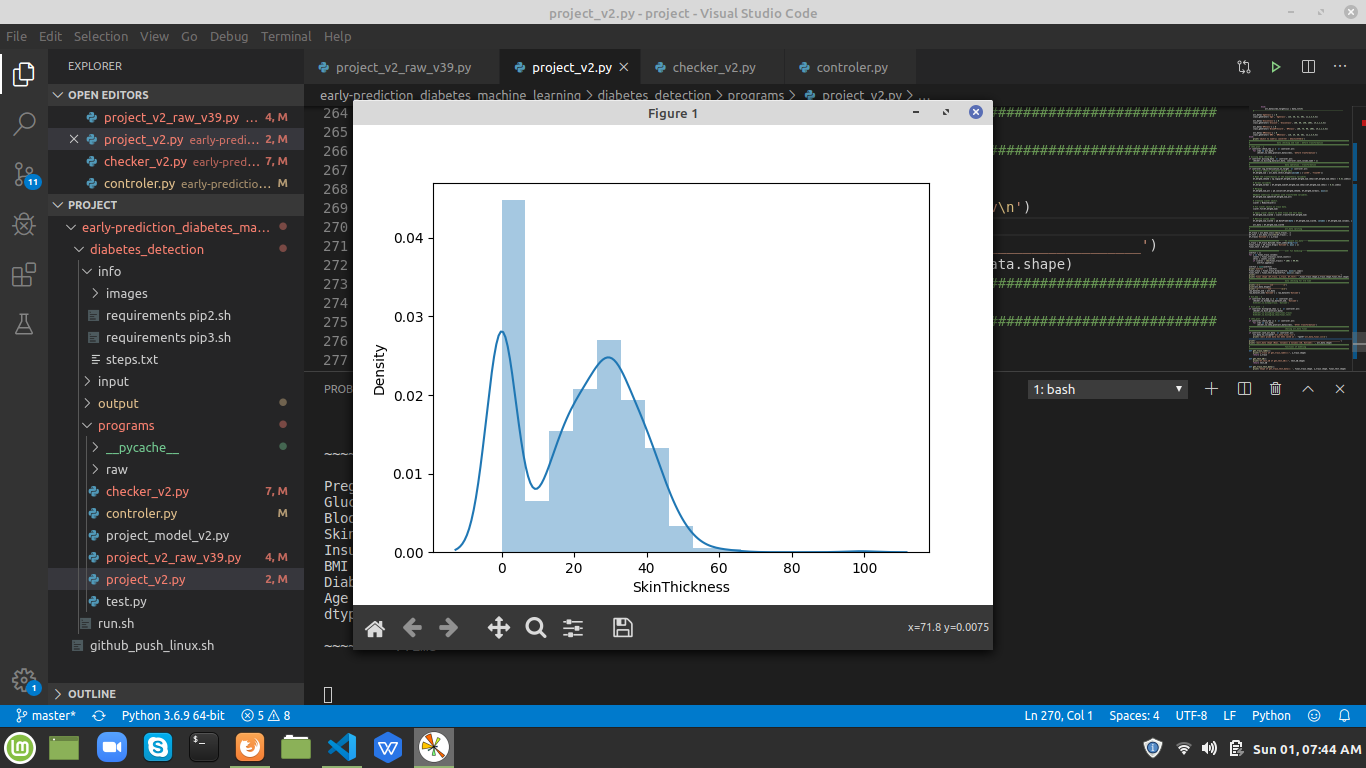 project_v2.py - project - Visual Studio Code
File Edit Selection View Go Debug Terminal Help
EXPLORER
OPEN EDITORS
project_v2_raw_v39.py ... 4, M
project_v2.py early-predi... 2, M
checker_v2.py early-pred... 7, M
controler.py early-predictio... M
PROJECT
early-prediction_diabetes_ma...
diabetes_detection
info
images
requirements pip2.sh
requirements pip3.sh
steps.txt
input
output
programs
__pycache__
raw
checker_v2.py 7, M
controler.py M
project_model_v2.py
project_v2_raw_v39.py 4, M
project_v2.py 2, M
test.py
run.sh
github_push_linux.sh
OUTLINE
11
1
project_v2_raw_v39.py project_v2.py checker_v2.py controler.py
early-prediction_diabetes_machine_learning > diabetes_detection > programs > project_v2.py > ...
264 ############################
265
266 ############################
267
268
269 y\n')
270
271 ____________________')
272 ata.shape)
273 ############################
274
275 ############################
276
277
Figure 1
0.04
0.03
0.02
0.01
0.00
Density
0 20 40 60 80 100
SkinThickness
x=71.8 y=0.0075
PROB
1: bash
~~~~
Preg
Gluc
Bloo
Skin
Insu
BMI
Diab
Age
dtyp
master* Python 3.6.9 64-bit 5 8 Ln 270, Col 1 Spaces: 4 UTF-8 LF Python
Sun 01, 07:44 AM